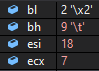 bl 2 '\x2'
bh 9 '\t'
esi 18
ecx 7